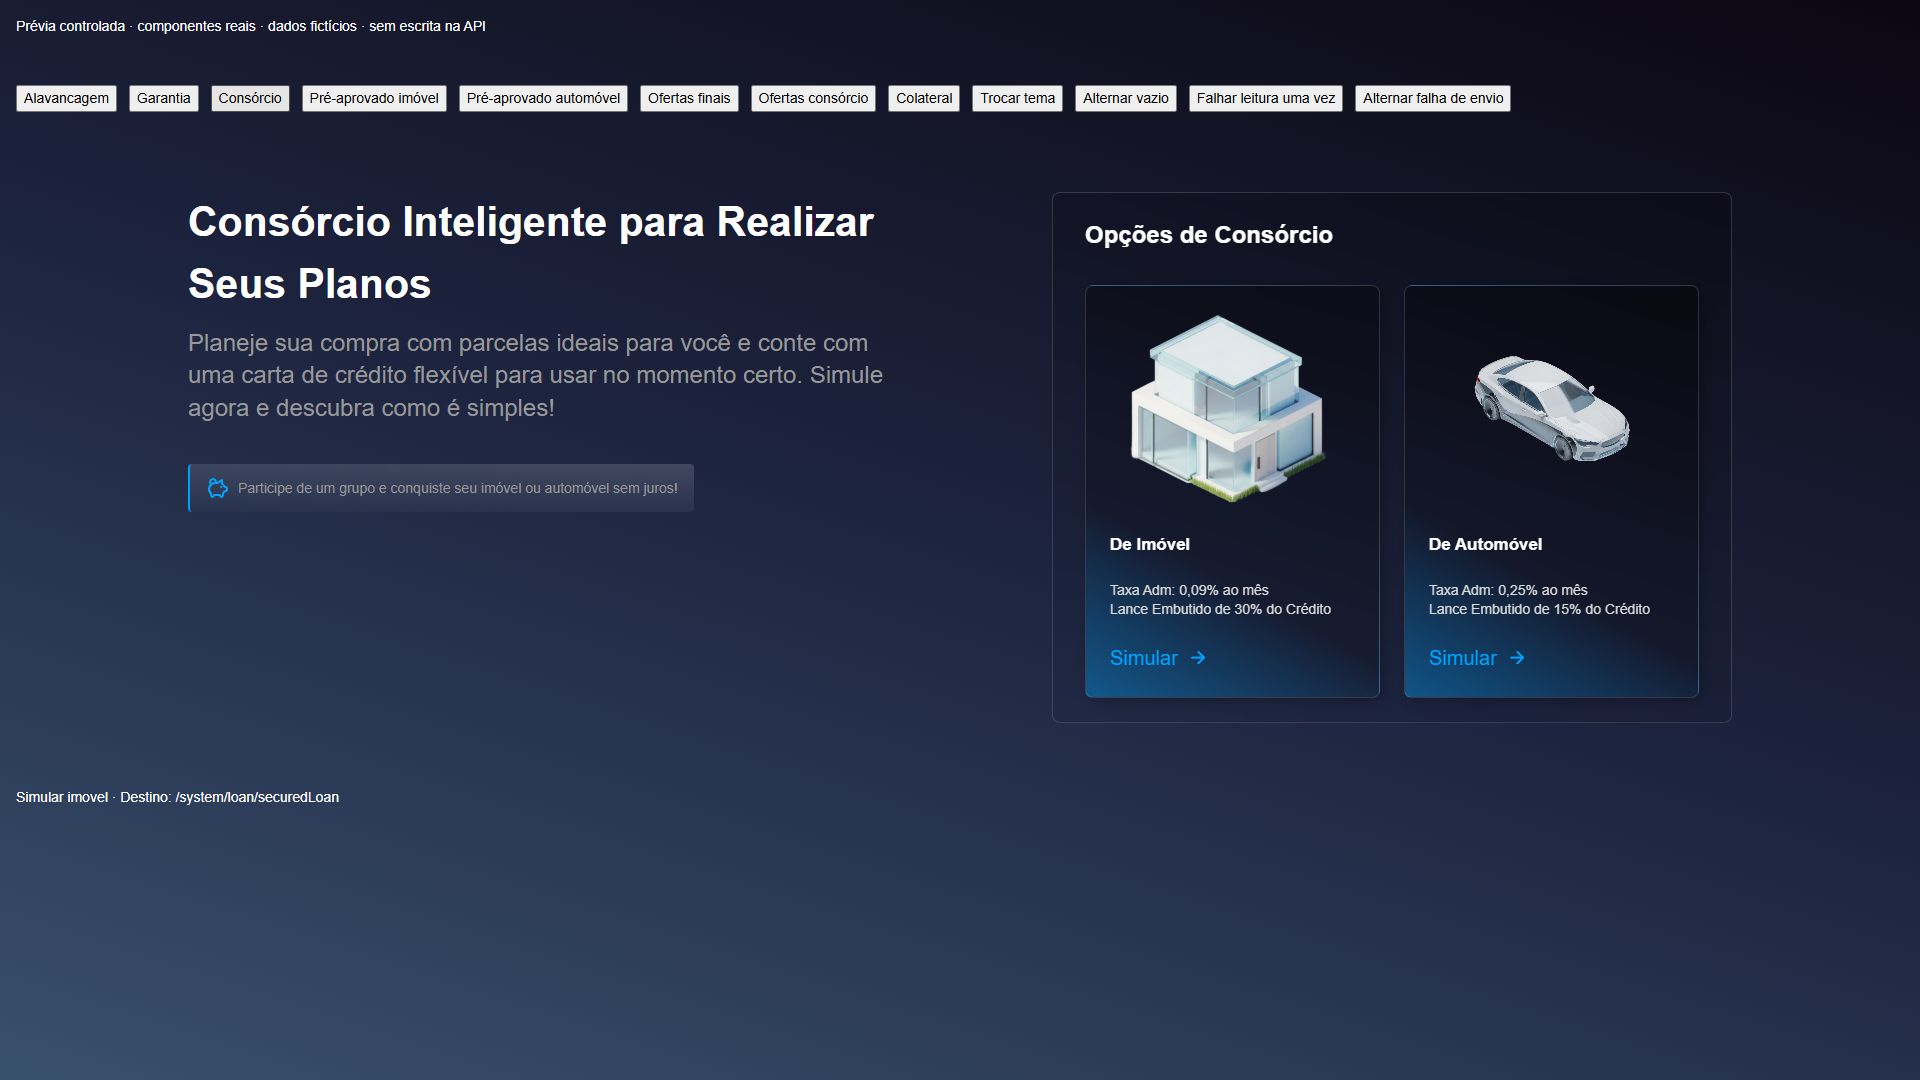 Prévia controlada · componentes reais · dados fictícios · sem escrita na API
Alavancagem Garantia Consórcio Pré-aprovado imóvel Pré-aprovado automóvel Ofertas finais Ofertas consórcio Colateral Trocar tema Alternar vazio Falhar leitura uma vez Alternar falha de envio
Consórcio Inteligente para Realizar
Seus Planos
Planeje sua compra com parcelas ideais para você e conte com
uma carta de crédito flexível para usar no momento certo. Simule
agora e descubra como é simples!
Participe de um grupo e conquiste seu imóvel ou automóvel sem juros!
Opções de Consórcio
De Imóvel
Taxa Adm: 0,09% ao mês
Lance Embutido de 30% do Crédito
Simular
De Automóvel
Taxa Adm: 0,25% ao mês
Lance Embutido de 15% do Crédito
Simular
Simular imovel · Destino: /system/loan/securedLoan